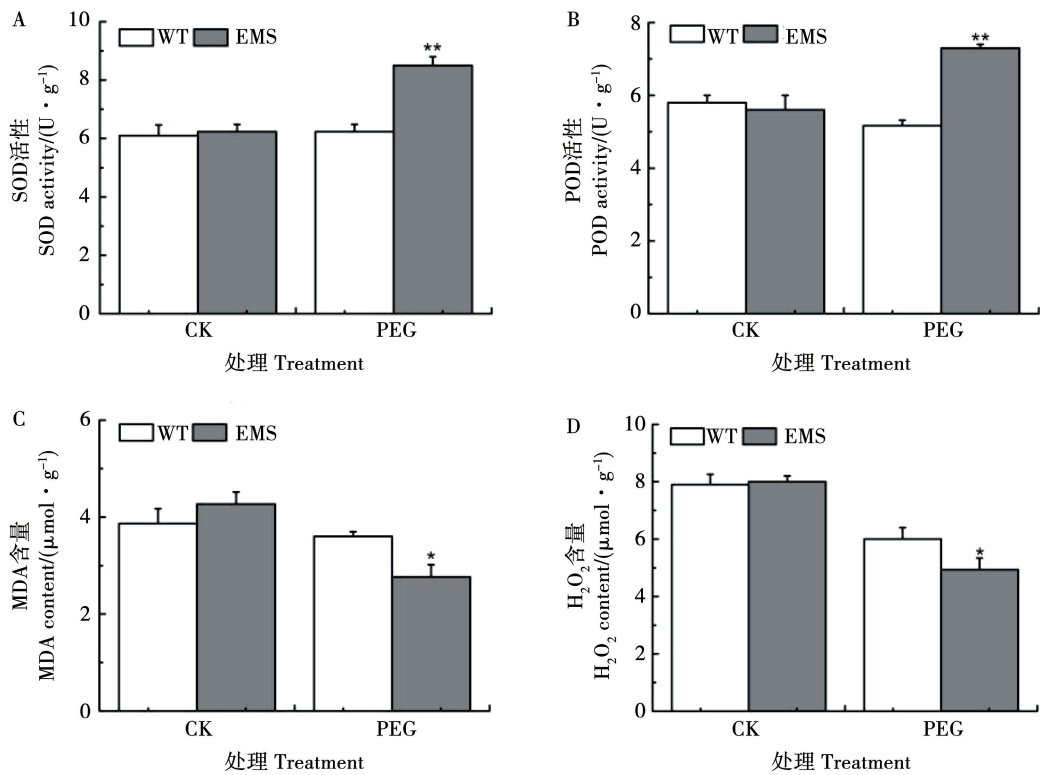 A
10
8
6
4
2
0
WT EMS
**
SOD活性
SOD activity/(U·g⁻¹)
CK PEG
处理 Treatment
B
8
6
4
2
0
WT EMS
**
POD活性
POD activity/(U·g⁻¹)
CK PEG
处理 Treatment
C
6
4
2
0
WT EMS
*
MDA含量
MDA content/(μmol·g⁻¹)
CK PEG
处理 Treatment
D
10
8
6
4
2
0
WT EMS
*
H₂O₂含量
H₂O₂ content/(μmol·g⁻¹)
CK PEG
处理 Treatment